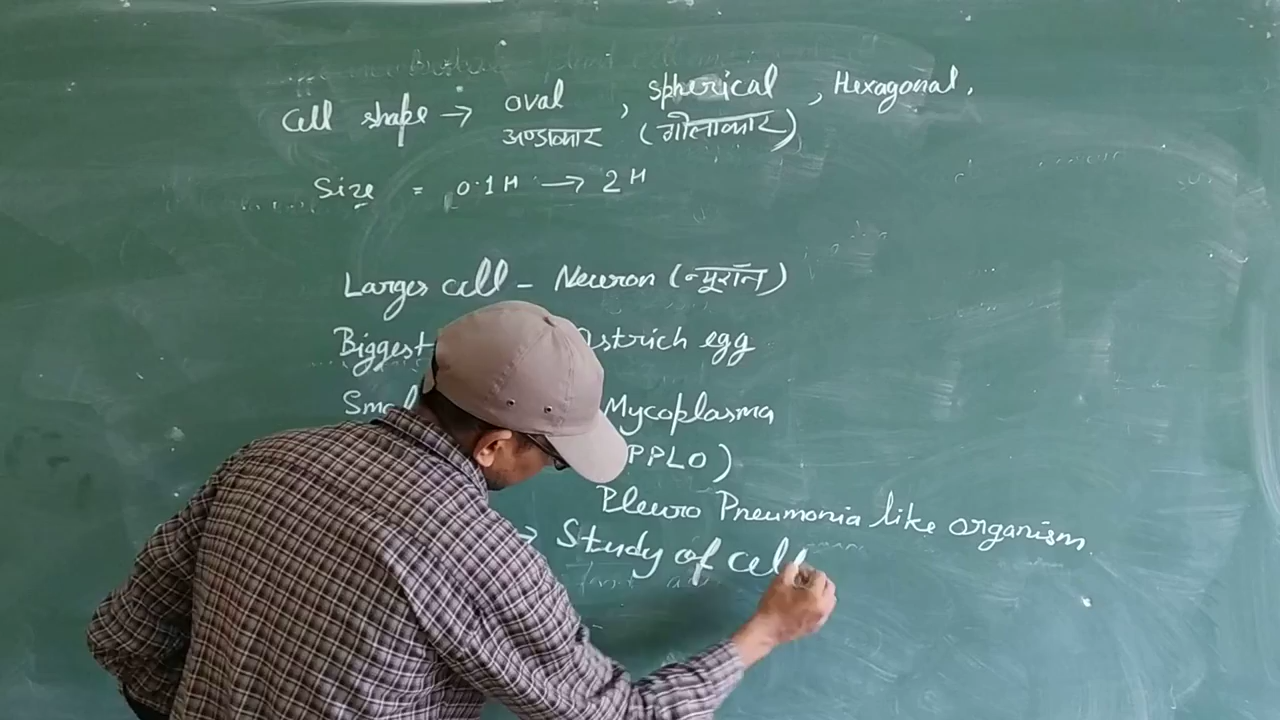 Cell shape → oval , spherical , Hexagonal .
अण्डाकार (गोलाकार)
Size = 0.1 μ → 2 μ
Larges cell - Neuron (न्यूरॉन)
Biggest Ostrich egg
Mycoplasma
PPLO)
Pleuro Pneumonia like organism
→ Study of cell